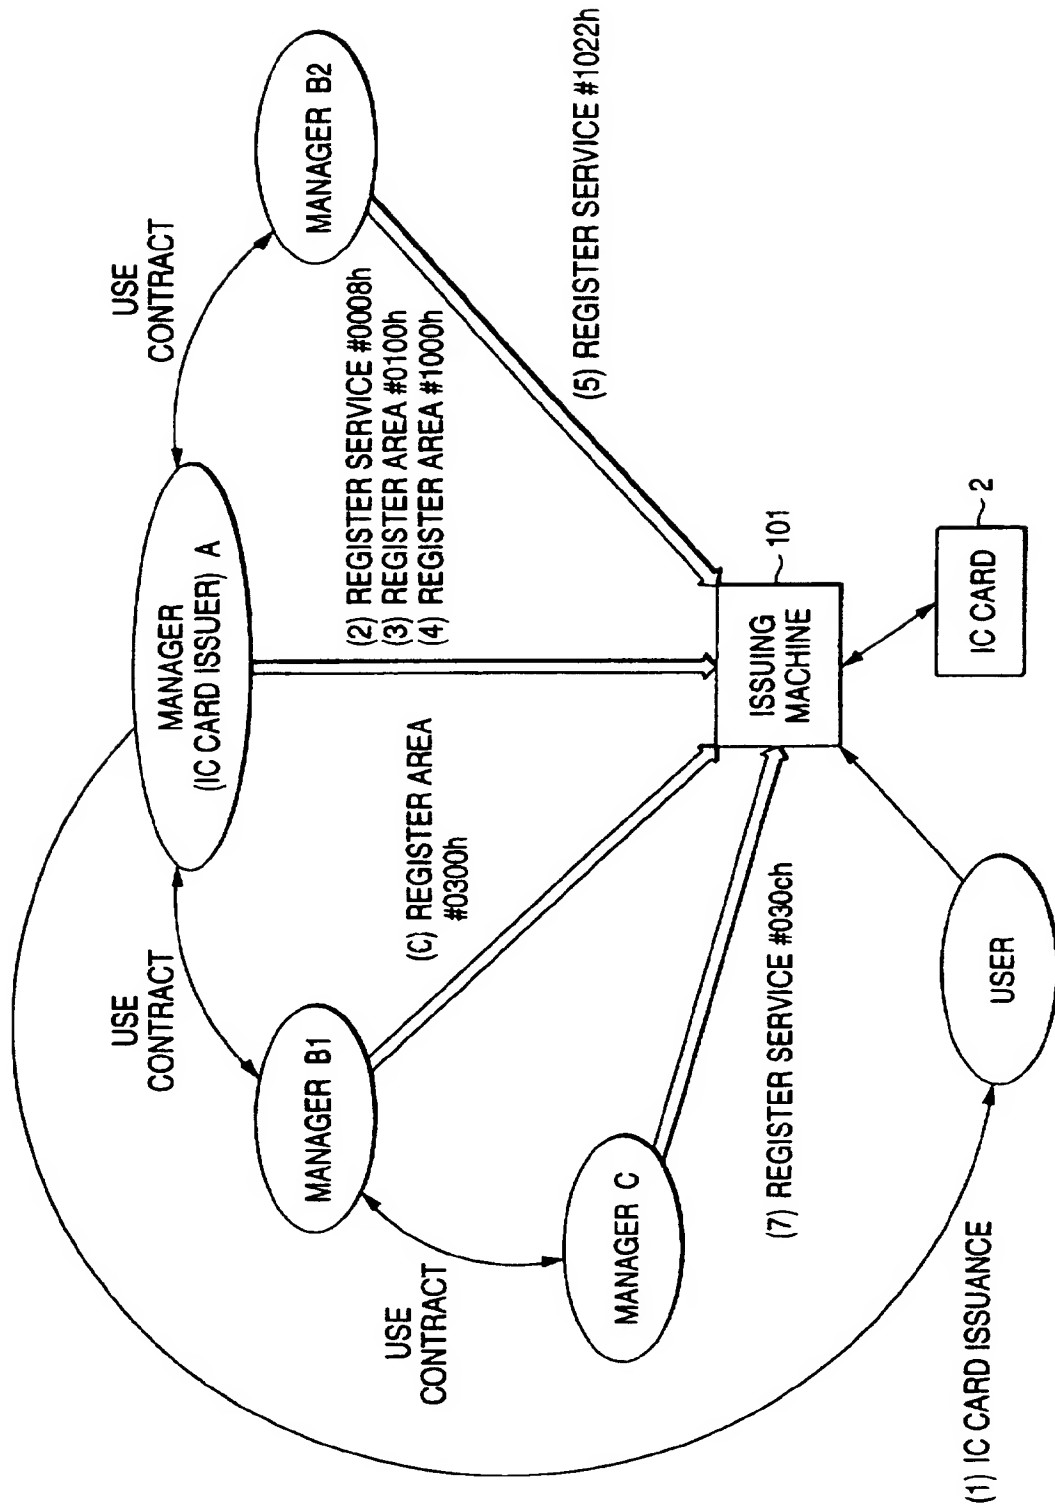 (1) IC CARD ISSUANCE
USE
CONTRACT
USE
CONTRACT
MANAGER
(IC CARD ISSUER) A
MANAGER B1
MANAGER B2
MANAGER C
USE
CONTRACT
(C) REGISTER AREA
#0300h
(2) REGISTER SERVICE #0008h
(3) REGISTER AREA #0100h
(4) REGISTER AREA #1000h
(5) REGISTER SERVICE #1022h
(7) REGISTER SERVICE #030ch
USER
ISSUING
MACHINE
101
IC CARD
2